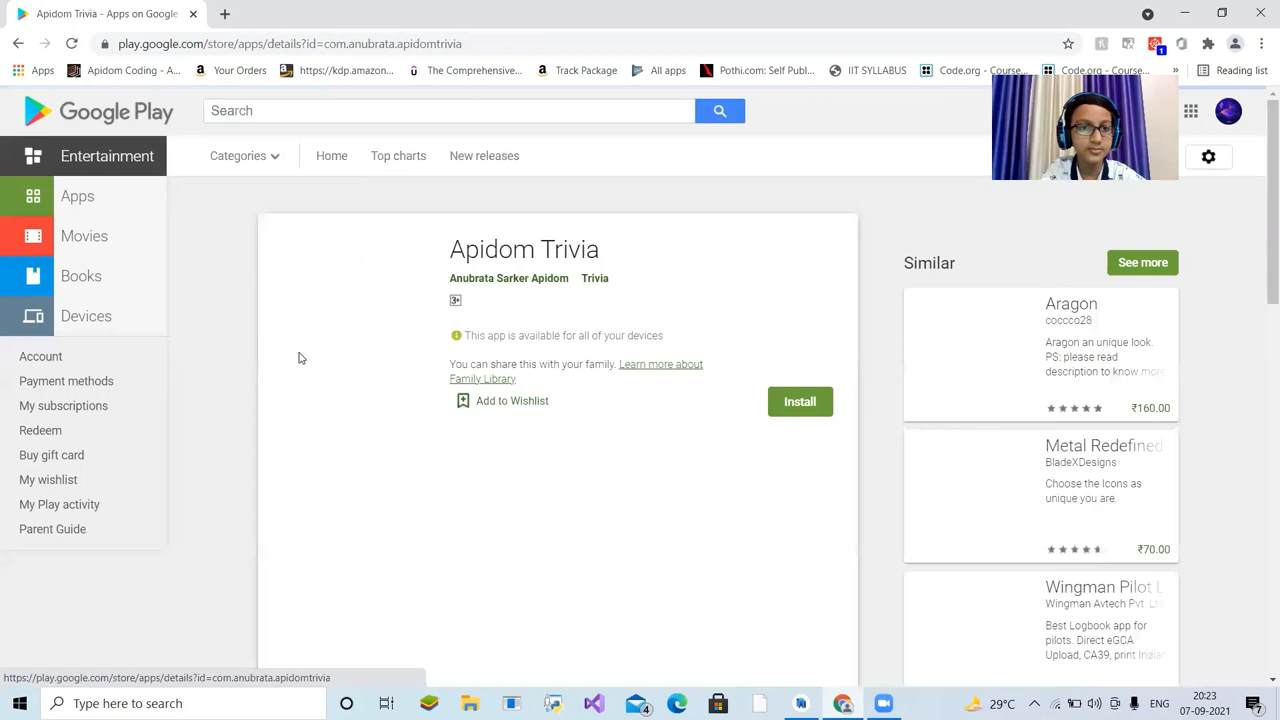 Apidom Trivia - Apps on Google
play.google.com/store/apps/details?id=com.anubrata.apidomtrivia
1
Apps
Apidom Coding - A...
Your Orders
https://kdp.amazon...
The Comprehensive...
Track Package
All apps
Pothi.com: Self Publ...
IIT SYLLABUS
Code.org - Course...
Code.org - Course...
»
Reading list
Google Play
Search
Entertainment
Categories
Home
Top charts
New releases
Apps
Movies
Books
Devices
Account
Payment methods
My subscriptions
Redeem
Buy gift card
My wishlist
My Play activity
Parent Guide
Apidom Trivia
Anubrata Sarker Apidom Trivia
3+
This app is available for all of your devices
You can share this with your family. Learn more about
Family Library
Add to Wishlist
Install
Similar
See more
Aragon
coccco28
Aragon an unique look.
PS: please read
description to know more
₹160.00
Metal Redefined
BladeXDesigns
Choose the Icons as
unique you are.
₹70.00
Wingman Pilot L
Wingman Avtech Pvt. Lt
Best Logbook app for
pilots. Direct eGCA
Upload, CA39, print Indian
https://play.google.com/store/apps/details?id=com.anubrata.apidomtrivia
Type here to search
4
29°C
ENG
20:23
07-09-2021
7